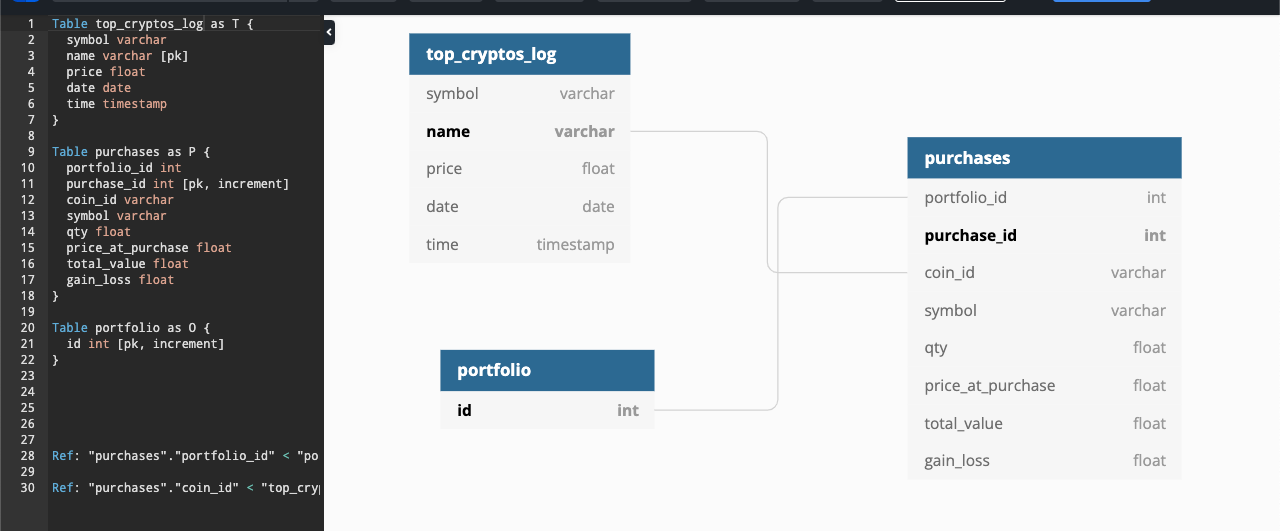 1 Table top_cryptos_log as T {
2 symbol varchar
3 name varchar [pk]
4 price float
5 date date
6 time timestamp
7 }
8
9 Table purchases as P {
10 portfolio_id int
11 purchase_id int [pk, increment]
12 coin_id varchar
13 symbol varchar
14 qty float
15 price_at_purchase float
16 total_value float
17 gain_loss float
18 }
19
20 Table portfolio as O {
21 id int [pk, increment]
22 }
23
24
25
26
27
28 Ref: "purchases"."portfolio_id" < "po
29
30 Ref: "purchases"."coin_id" < "top_cry
top_cryptos_log
symbol varchar
name varchar
price float
date date
time timestamp
portfolio
id int
purchases
portfolio_id int
purchase_id int
coin_id varchar
symbol varchar
qty float
price_at_purchase float
total_value float
gain_loss float